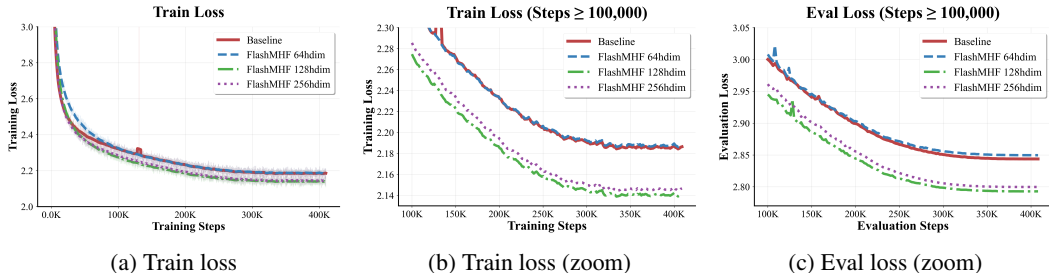 Train Loss
Training Loss
3.0
2.8
2.6
2.4
2.2
2.0
0.0K
100K
200K
300K
400K
Training Steps
Baseline
FlashMHF 64hdim
FlashMHF 128hdim
FlashMHF 256hdim
(a) Train loss
Train Loss (Steps ≥ 100,000)
Training Loss
2.30
2.28
2.26
2.24
2.22
2.20
2.18
2.16
2.14
100K
150K
200K
250K
300K
350K
400K
Training Steps
Baseline
FlashMHF 64hdim
FlashMHF 128hdim
FlashMHF 256hdim
(b) Train loss (zoom)
Eval Loss (Steps ≥ 100,000)
Evaluation Loss
3.00
2.95
2.90
2.85
2.80
100K
150K
200K
250K
300K
350K
400K
Evaluation Steps
Baseline
FlashMHF 64hdim
FlashMHF 128hdim
FlashMHF 256hdim
(c) Eval loss (zoom)